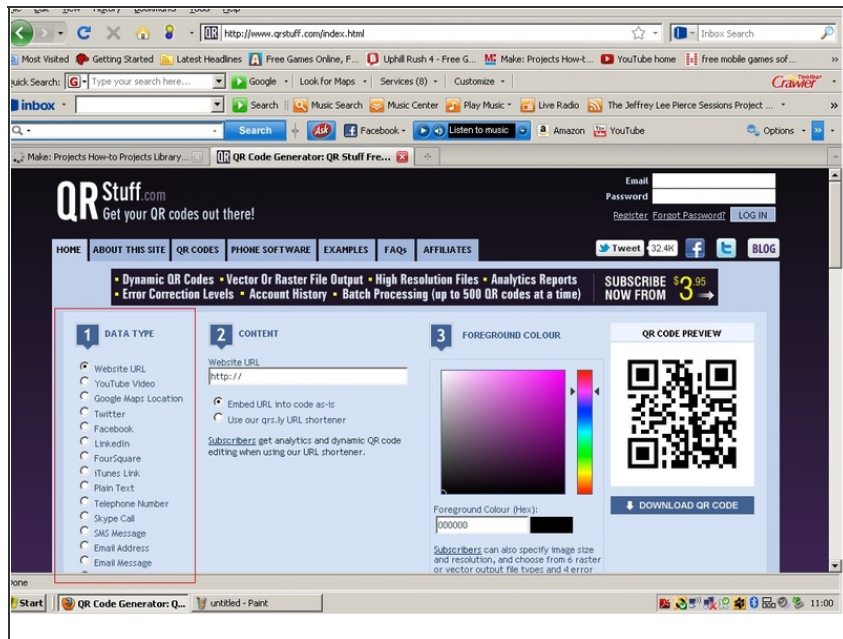 File Edit View History Bookmarks Tools Help
http://www.qrstuff.com/index.html
Inbox Search
Most Visited Getting Started Latest Headlines Free Games Online, F... Uphill Rush 4 - Free G... Make: Projects How-t... YouTube home free mobile games sof...
Quick Search: Type your search here... Google Look for Maps Services (8) Customize Crawler Toolbar
inbox Search Music Search Music Center Play Music Live Radio The Jeffrey Lee Pierce Sessions Project ...
Search Ask Facebook Listen to music Amazon YouTube Options
Make: Projects How-to Projects Library... QR Code Generator: QR Stuff Fre...
QR Stuff.com
Get your QR codes out there!
Email
Password
Register Forgot Password? LOG IN
HOME ABOUT THIS SITE QR CODES PHONE SOFTWARE EXAMPLES FAQs AFFILIATES
Tweet 32.4K BLOG
• Dynamic QR Codes • Vector Or Raster File Output • High Resolution Files • Analytics Reports
• Error Correction Levels • Account History • Batch Processing (up to 500 QR codes at a time)
SUBSCRIBE NOW FROM $3.95
1 DATA TYPE
Website URL
YouTube Video
Google Maps Location
Twitter
Facebook
LinkedIn
FourSquare
iTunes Link
Plain Text
Telephone Number
Skype Call
SMS Message
Email Address
Email Message
2 CONTENT
Website URL
http://
Embed URL into code as-is
Use our qrs.ly URL shortener
Subscribers get analytics and dynamic QR code
editing when using our URL shortener.
3 FOREGROUND COLOUR
Foreground Colour (Hex):
000000
Subscribers can also specify image size
and resolution, and choose from 6 raster
or vector output file types and 4 error
QR CODE PREVIEW
DOWNLOAD QR CODE
Done
Start QR Code Generator: Q... untitled - Paint 11:00